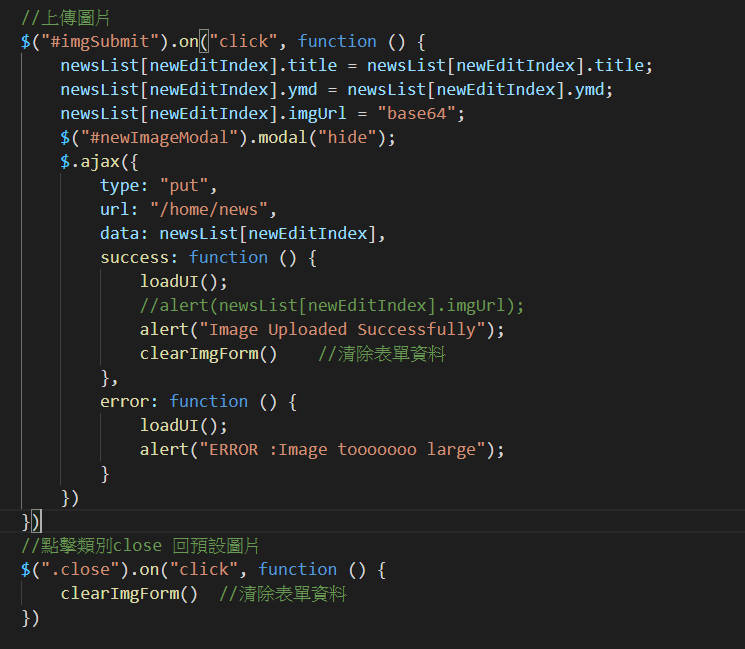 //上傳圖片
$("#imgSubmit").on("click", function () {
newsList[newEditIndex].title = newsList[newEditIndex].title;
newsList[newEditIndex].ymd = newsList[newEditIndex].ymd;
newsList[newEditIndex].imgUrl = "base64";
$("#newImageModal").modal("hide");
$.ajax({
type: "put",
url: "/home/news",
data: newsList[newEditIndex],
success: function () {
loadUI();
//alert(newsList[newEditIndex].imgUrl);
alert("Image Uploaded Successfully");
clearImgForm()    //清除表單資料
},
error: function () {
loadUI();
alert("ERROR :Image tooooooo large");
}
})
})
//點擊類別close 回預設圖片
$(".close").on("click", function () {
clearImgForm()  //清除表單資料
})